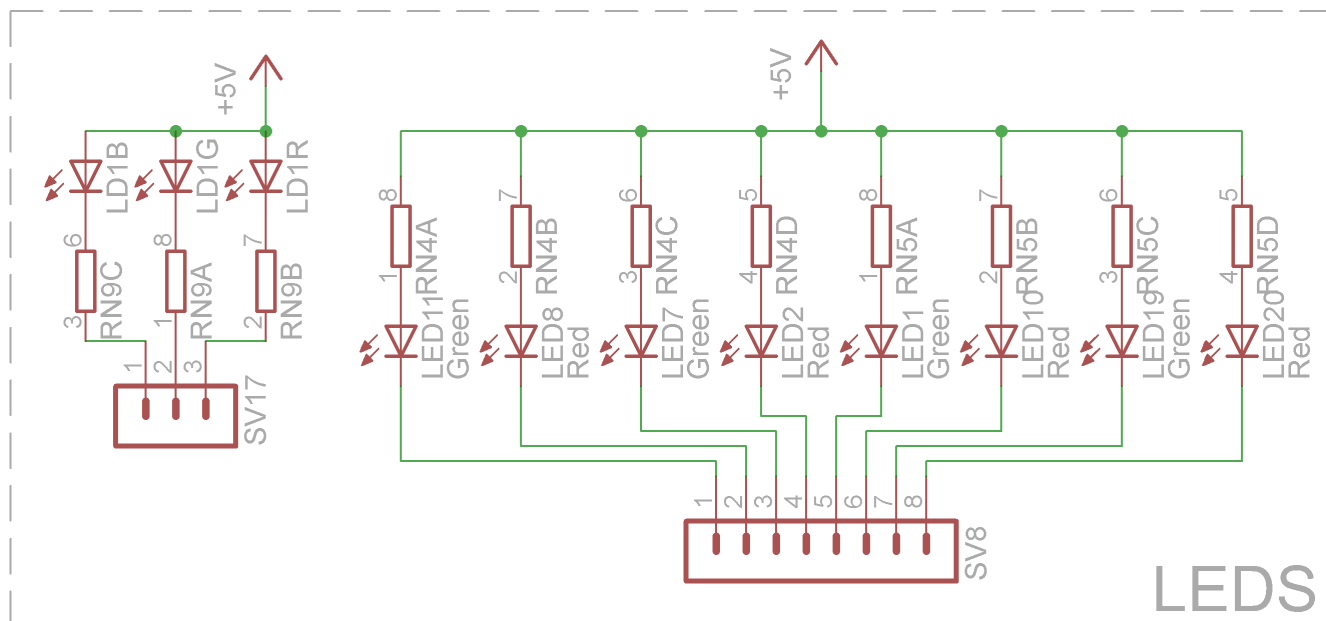 +5V
LD1B
LD1G
LD1R
6
8
7
RN9C
RN9A
RN9B
3
1
2
1
2
3
SV17
+5V
8
7
6
5
8
7
6
5
RN4A
RN4B
RN4C
RN4D
RN5A
RN5B
RN5C
RN5D
1
2
3
4
1
2
3
4
LED11
Green
LED8
Red
LED7
Green
LED2
Red
LED1
Green
LED10
Red
LED19
Green
LED20
Red
1
2
3
4
5
6
7
8
SV8
LEDS